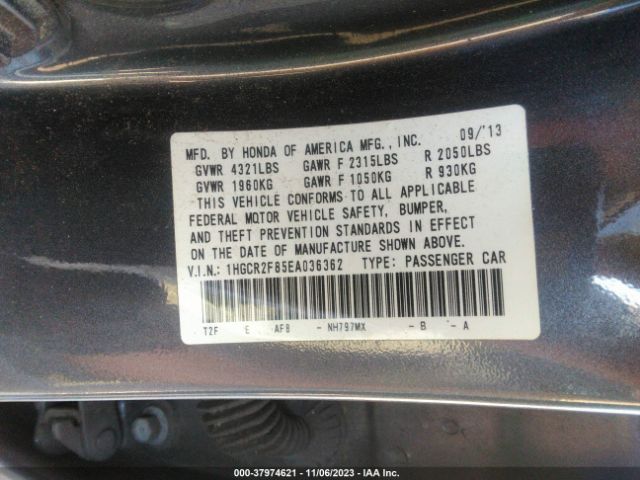 MFD. BY HONDA OF AMERICA MFG., INC. 09/'13
GVWR 4321LBS GAWR F 2315LBS R 2050LBS
GVWR 1960KG GAWR F 1050KG R 930KG
THIS VEHICLE CONFORMS TO ALL APPLICABLE
FEDERAL MOTOR VEHICLE SAFETY, BUMPER,
AND THEFT PREVENTION STANDARDS IN EFFECT
ON THE DATE OF MANUFACTURE SHOWN ABOVE.
V.I.N.: 1HGCR2F85EA036362 TYPE: PASSENGER CAR
T2F E AF8 - NH797MX - B - A
000-37974621 - 11/06/2023 - IAA Inc.